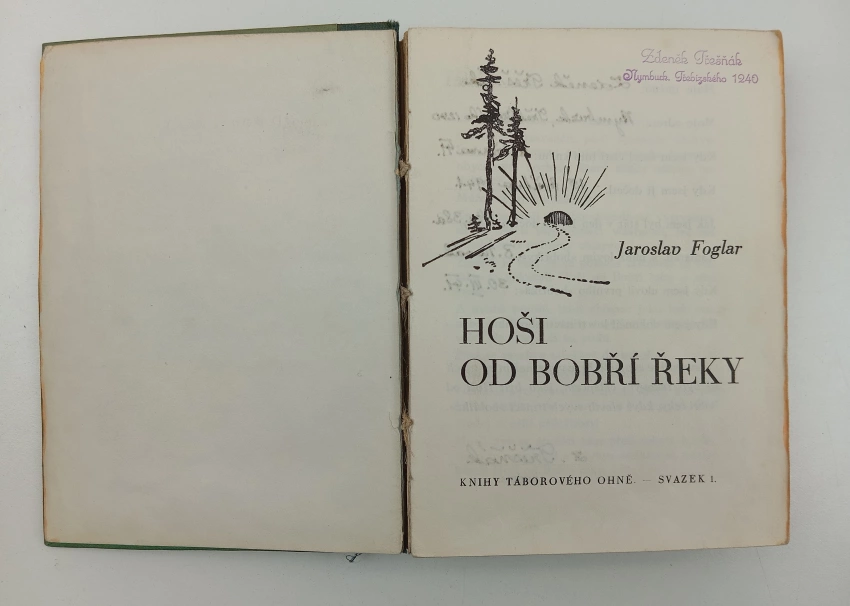 Zdeněk Třešňák
Nymburk, Třebízského 1240
Jaroslav Foglar
HOŠI
OD BOBŘÍ ŘEKY
KNIHY TÁBOROVÉHO OHNĚ. — SVAZEK 1.